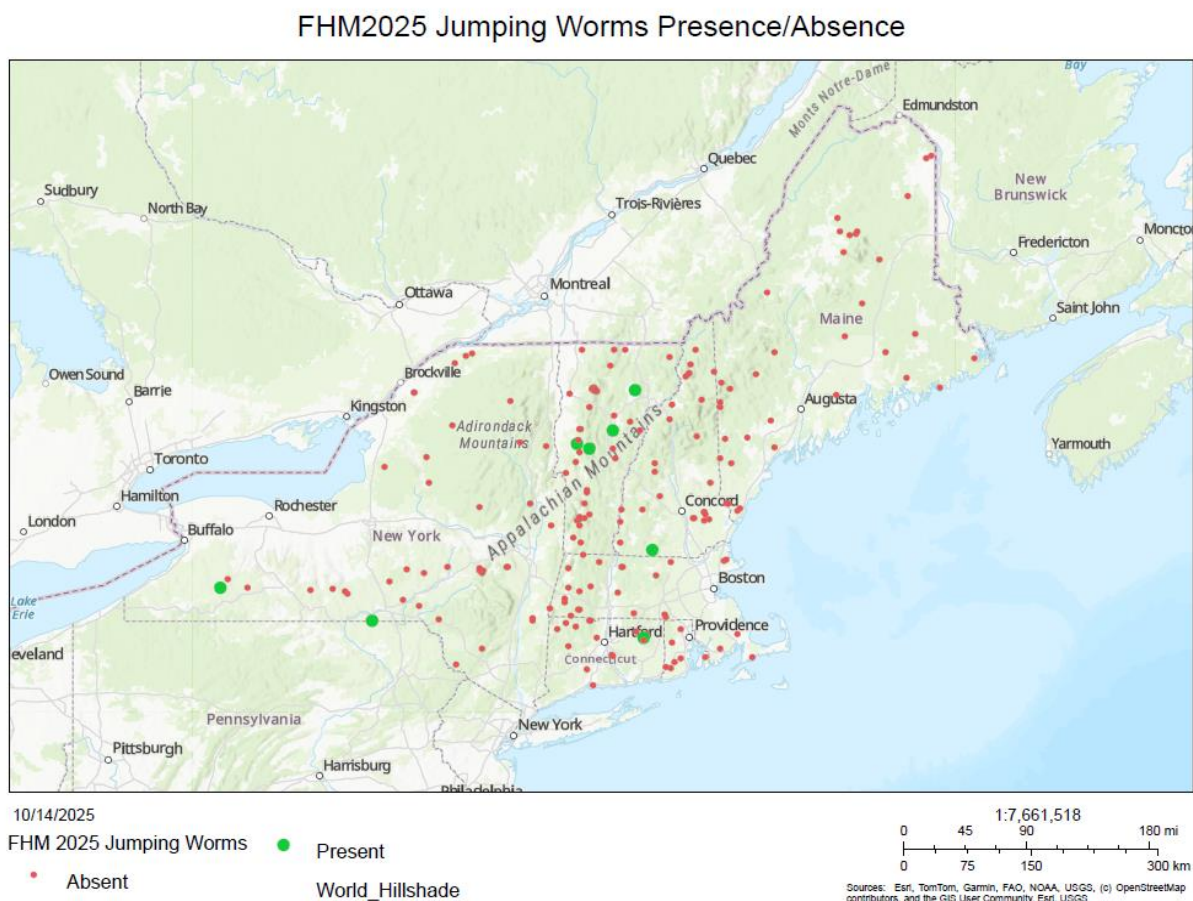 FHM2025 Jumping Worms Presence/Absence
Bay
Monts Notre-Dame
Edmundston
Quebec
New
Brunswick
Sudbury
North Bay
Trois-Rivières
Moncton
Fredericton
Ottawa
Montreal
Saint John
Maine
Owen Sound
Barrie
Brockville
Kingston
Augusta
Adirondack
Mountains
Appalachian Mountains
Yarmouth
Toronto
Hamilton
Rochester
Concord
London
Buffalo
New York
Boston
Lake
Erie
Hartford
Providence
eveland
Connecticut
Pennsylvania
New York
Pittsburgh
Harrisburg
Philadelphia
10/14/2025
1:7,661,518
FHM 2025 Jumping Worms
Present
0 45 90 180 mi
0 75 150 300 km
Absent
World_Hillshade
Sources: Esri, TomTom, Garmin, FAO, NOAA, USGS, (c) OpenStreetMap
contributors, and the GIS User Community, Esri, USGS